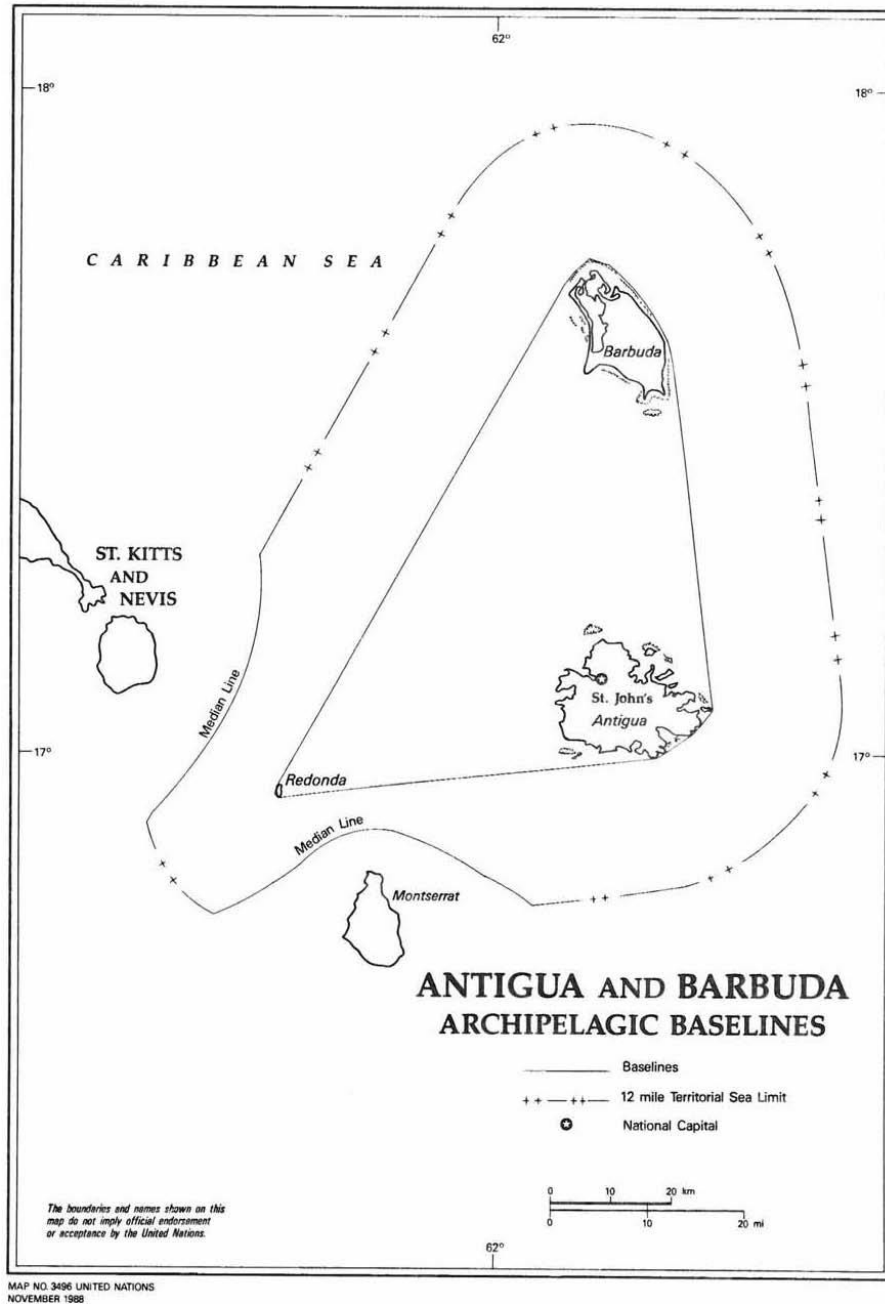 62°
18°
18°
CARIBBEAN SEA
Barbuda
ST. KITTS
AND
NEVIS
Median Line
St. John's
Antigua
17°
17°
Redonda
Median Line
Montserrat
ANTIGUA AND BARBUDA
ARCHIPELAGIC BASELINES
Baselines
12 mile Territorial Sea Limit
National Capital
0 10 20 km
0 10 20 mi
The boundaries and names shown on this
map do not imply official endorsement
or acceptance by the United Nations.
62°
MAP NO. 3496 UNITED NATIONS
NOVEMBER 1988